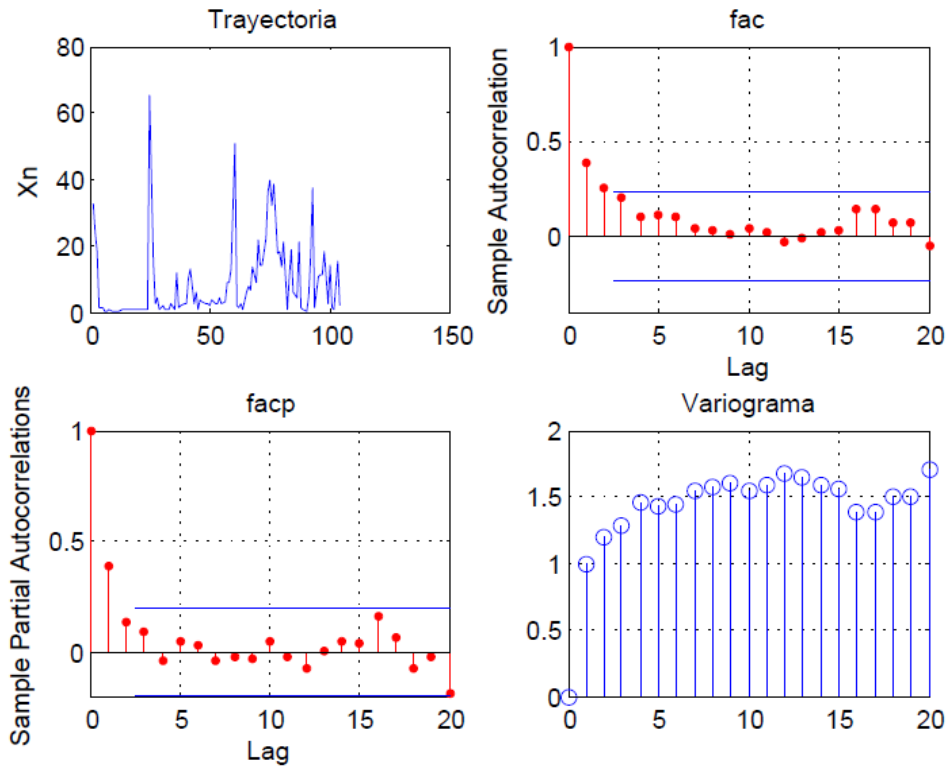 Trayectoria
80
60
40
20
0
0 50 100 150
Xn
fac
1
0.5
0
0 5 10 15 20
Sample Autocorrelation
Lag
facp
1
0.5
0
0 5 10 15 20
Sample Partial Autocorrelations
Lag
Variograma
2
1.5
1
0.5
0
0 5 10 15 20